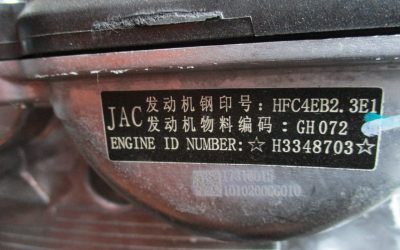 JAC 发动机钢印号: HFC4EB2.3E1
发动机物料编码: GH072
ENGINE ID NUMBER:☆ H3348703☆
1010200GG010